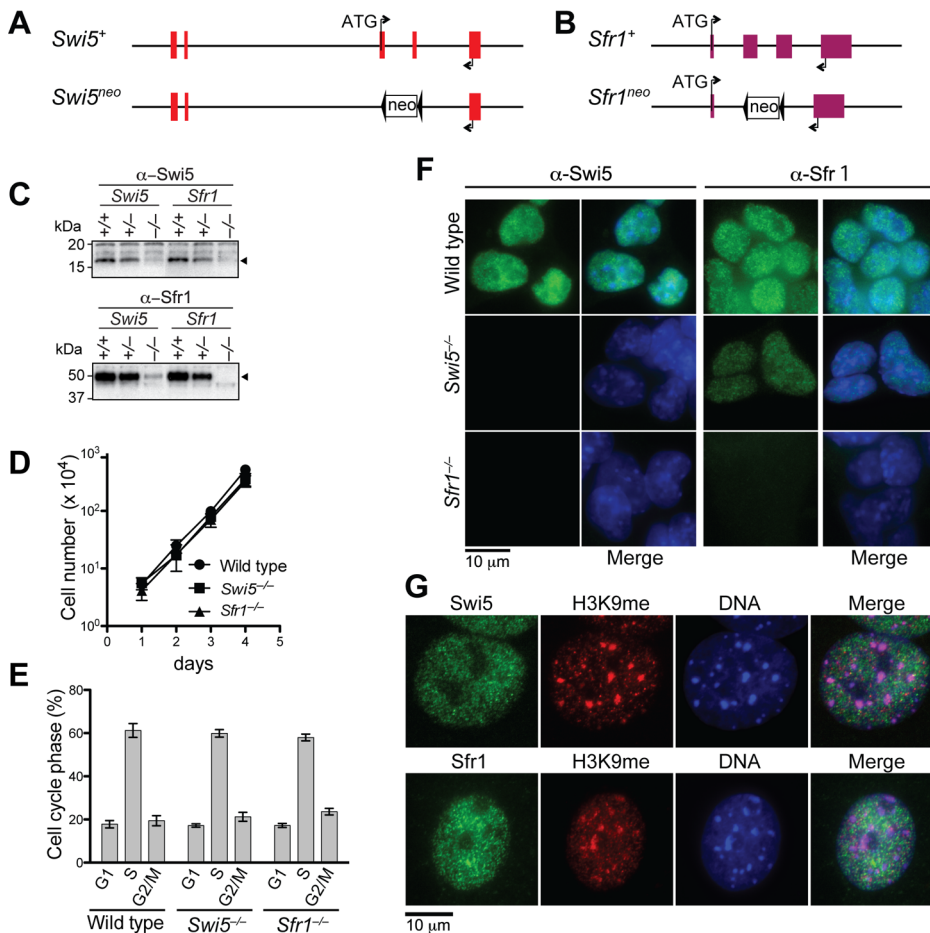 A
Swi5+
ATG
Swi5neo
neo
B
Sfr1+
ATG
Sfr1neo
ATG
neo
C
α–Swi5
Swi5 Sfr1
kDa +/+ +/– –/– +/+ +/– –/–
20
15
α–Sfr1
Swi5 Sfr1
kDa +/+ +/– –/– +/+ +/– –/–
50
37
D
Cell number (x 10⁴)
10³
10²
10¹
10⁰
0 1 2 3 4 5
days
Wild type
Swi5–/–
Sfr1–/–
E
Cell cycle phase (%)
80
60
40
20
0
G1 S G2/M G1 S G2/M G1 S G2/M
Wild type Swi5–/– Sfr1–/–
F
α-Swi5 α-Sfr 1
Wild type
Swi5–/–
Sfr1–/–
10 µm Merge Merge
G
Swi5 H3K9me DNA Merge
Sfr1 H3K9me DNA Merge
10 µm